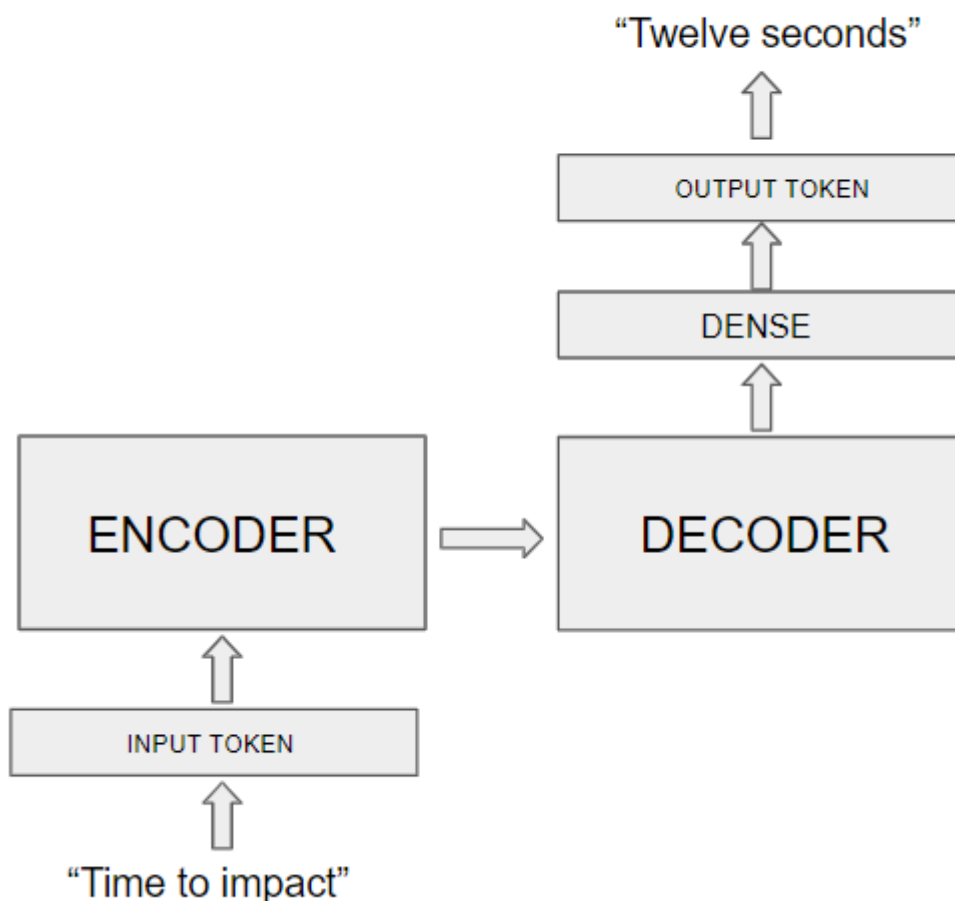 “Twelve seconds”
OUTPUT TOKEN
DENSE
ENCODER
DECODER
INPUT TOKEN
“Time to impact”